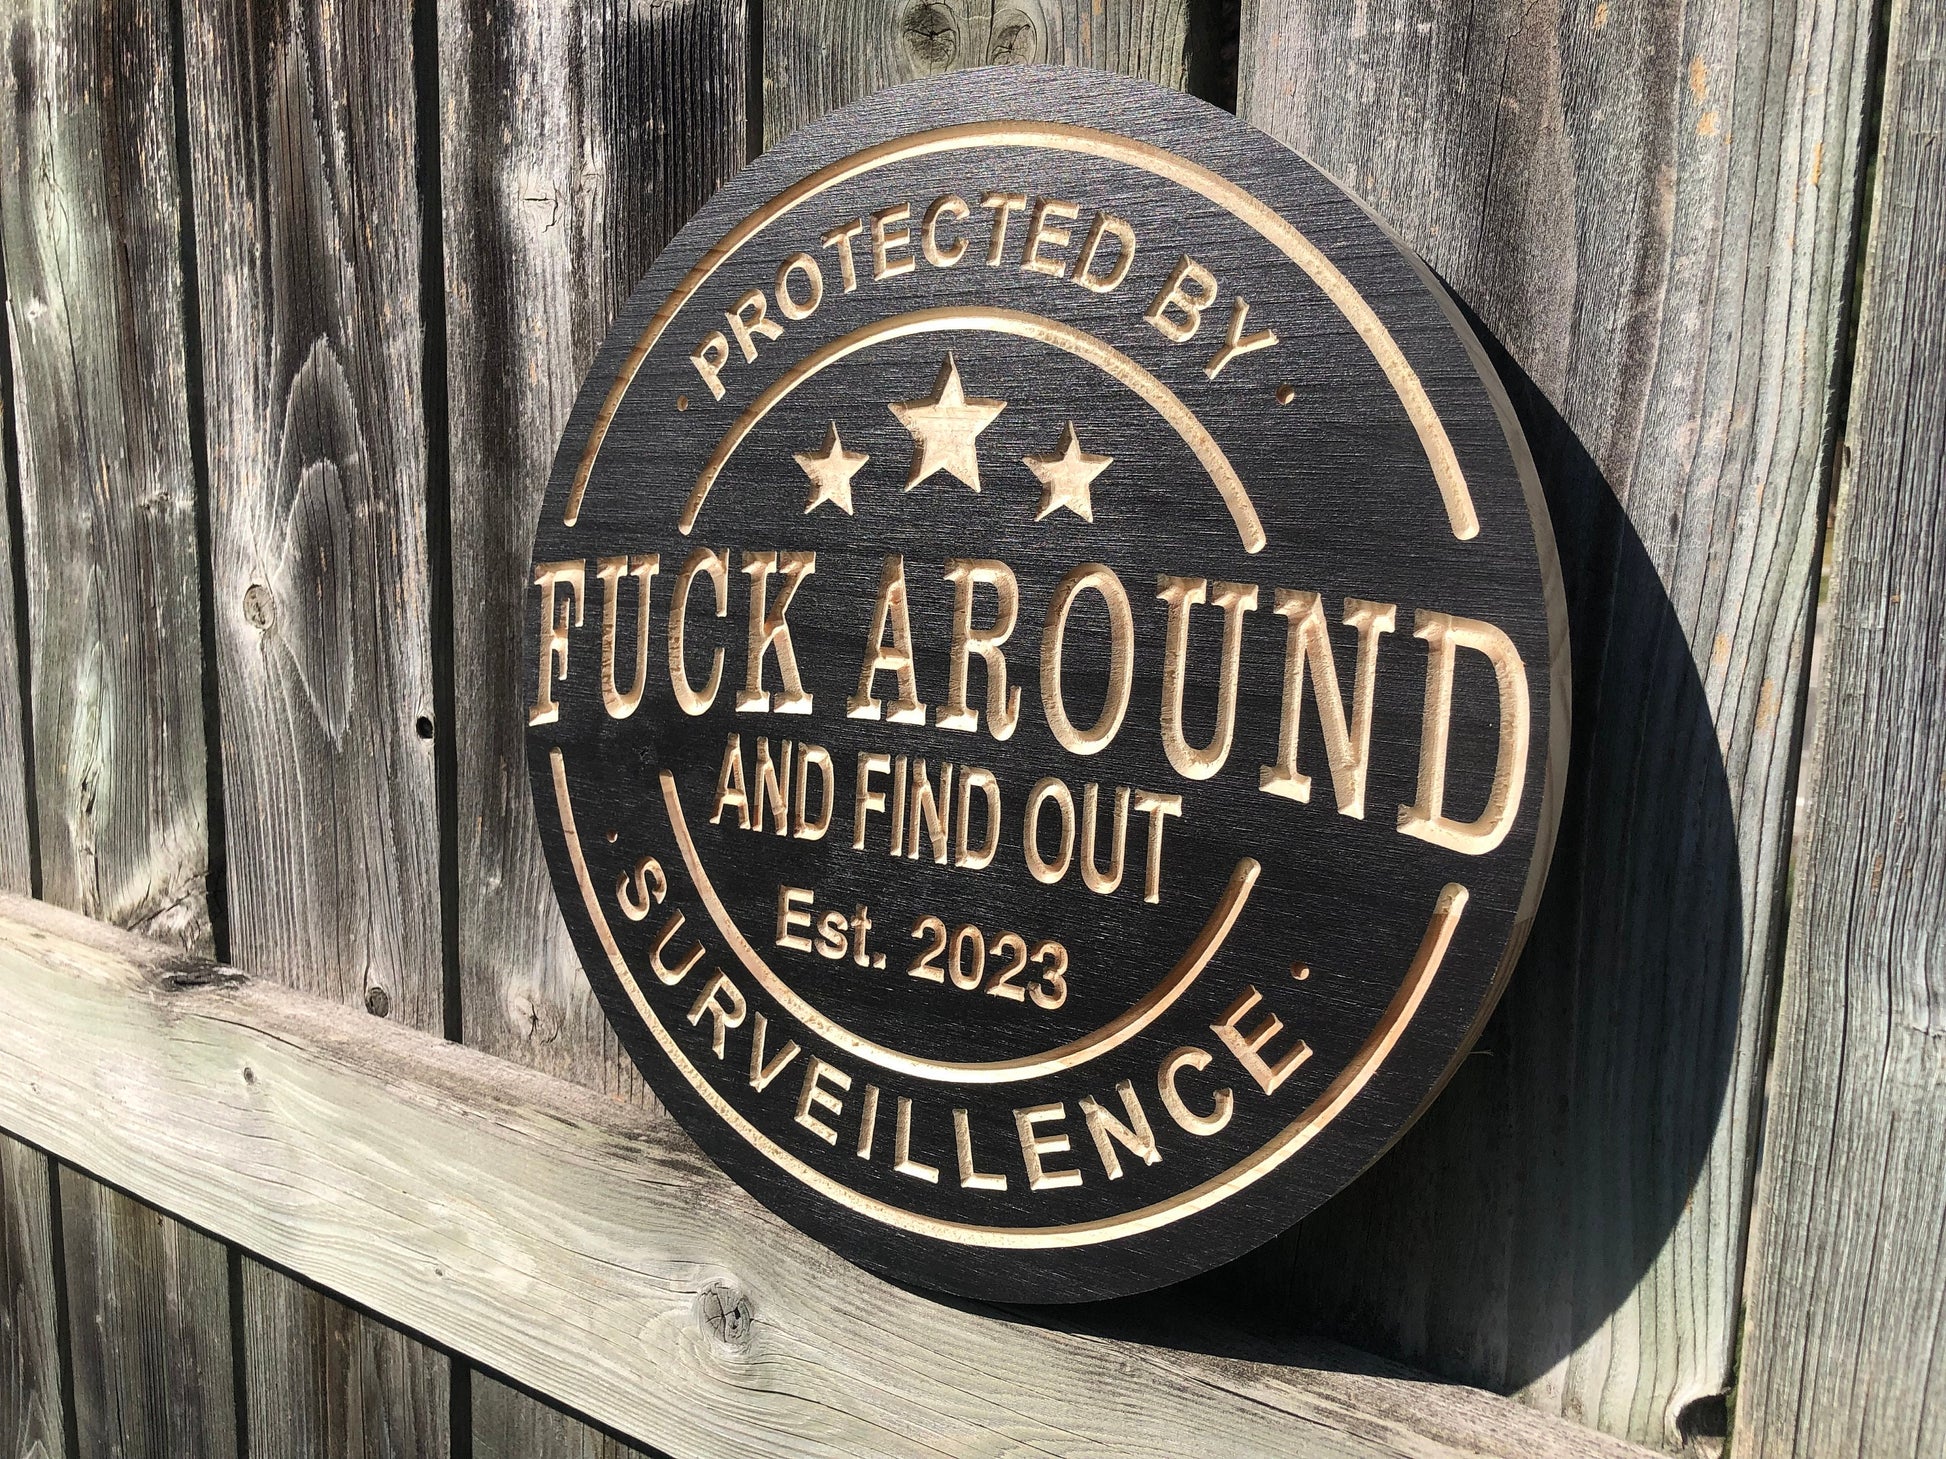 PROTECTED BY
FUCK AROUND
AND FIND OUT
Est. 2023
SURVEILLENCE